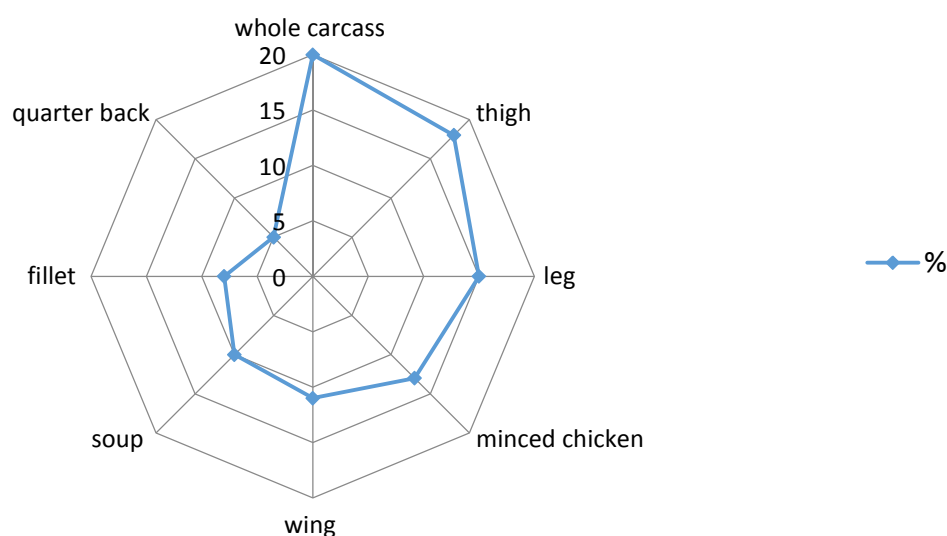 whole carcass
20
quarter back
15
thigh
10
5
fillet
0
leg
%
soup
minced chicken
wing